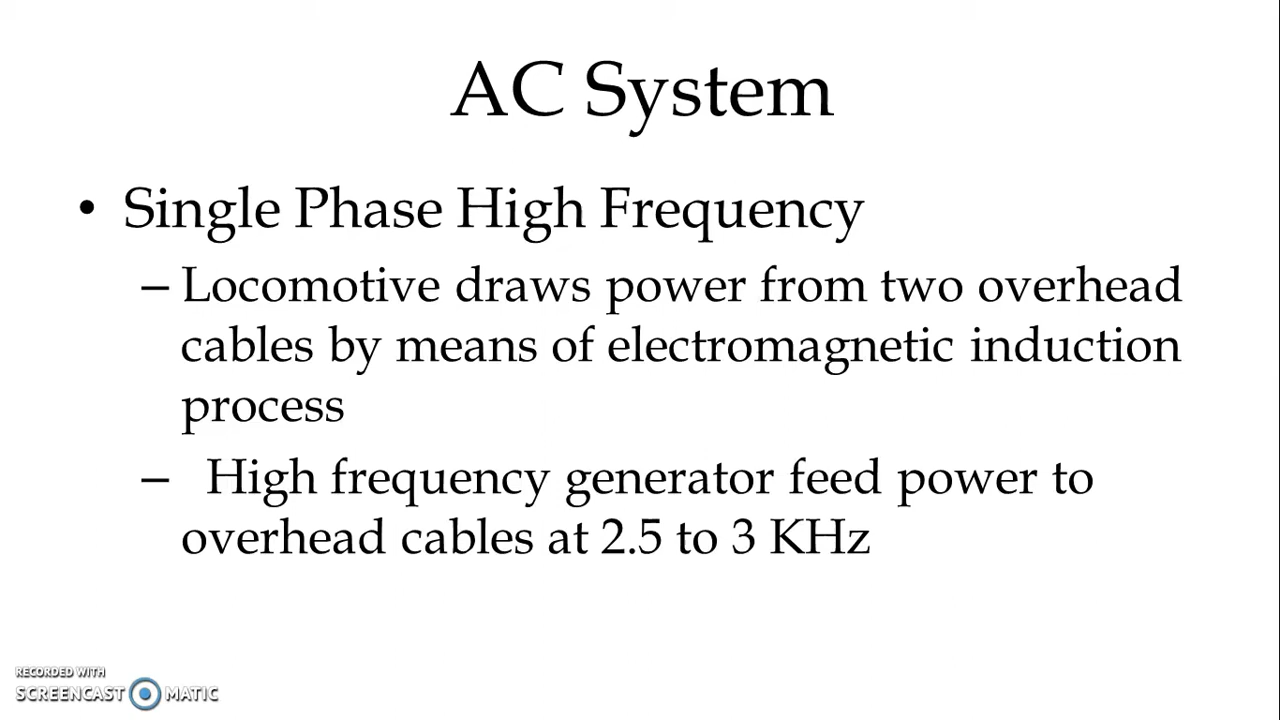 AC System
• Single Phase High Frequency
– Locomotive draws power from two overhead
cables by means of electromagnetic induction
process
– High frequency generator feed power to
overhead cables at 2.5 to 3 KHz
RECORDED WITH
SCREENCAST MATIC